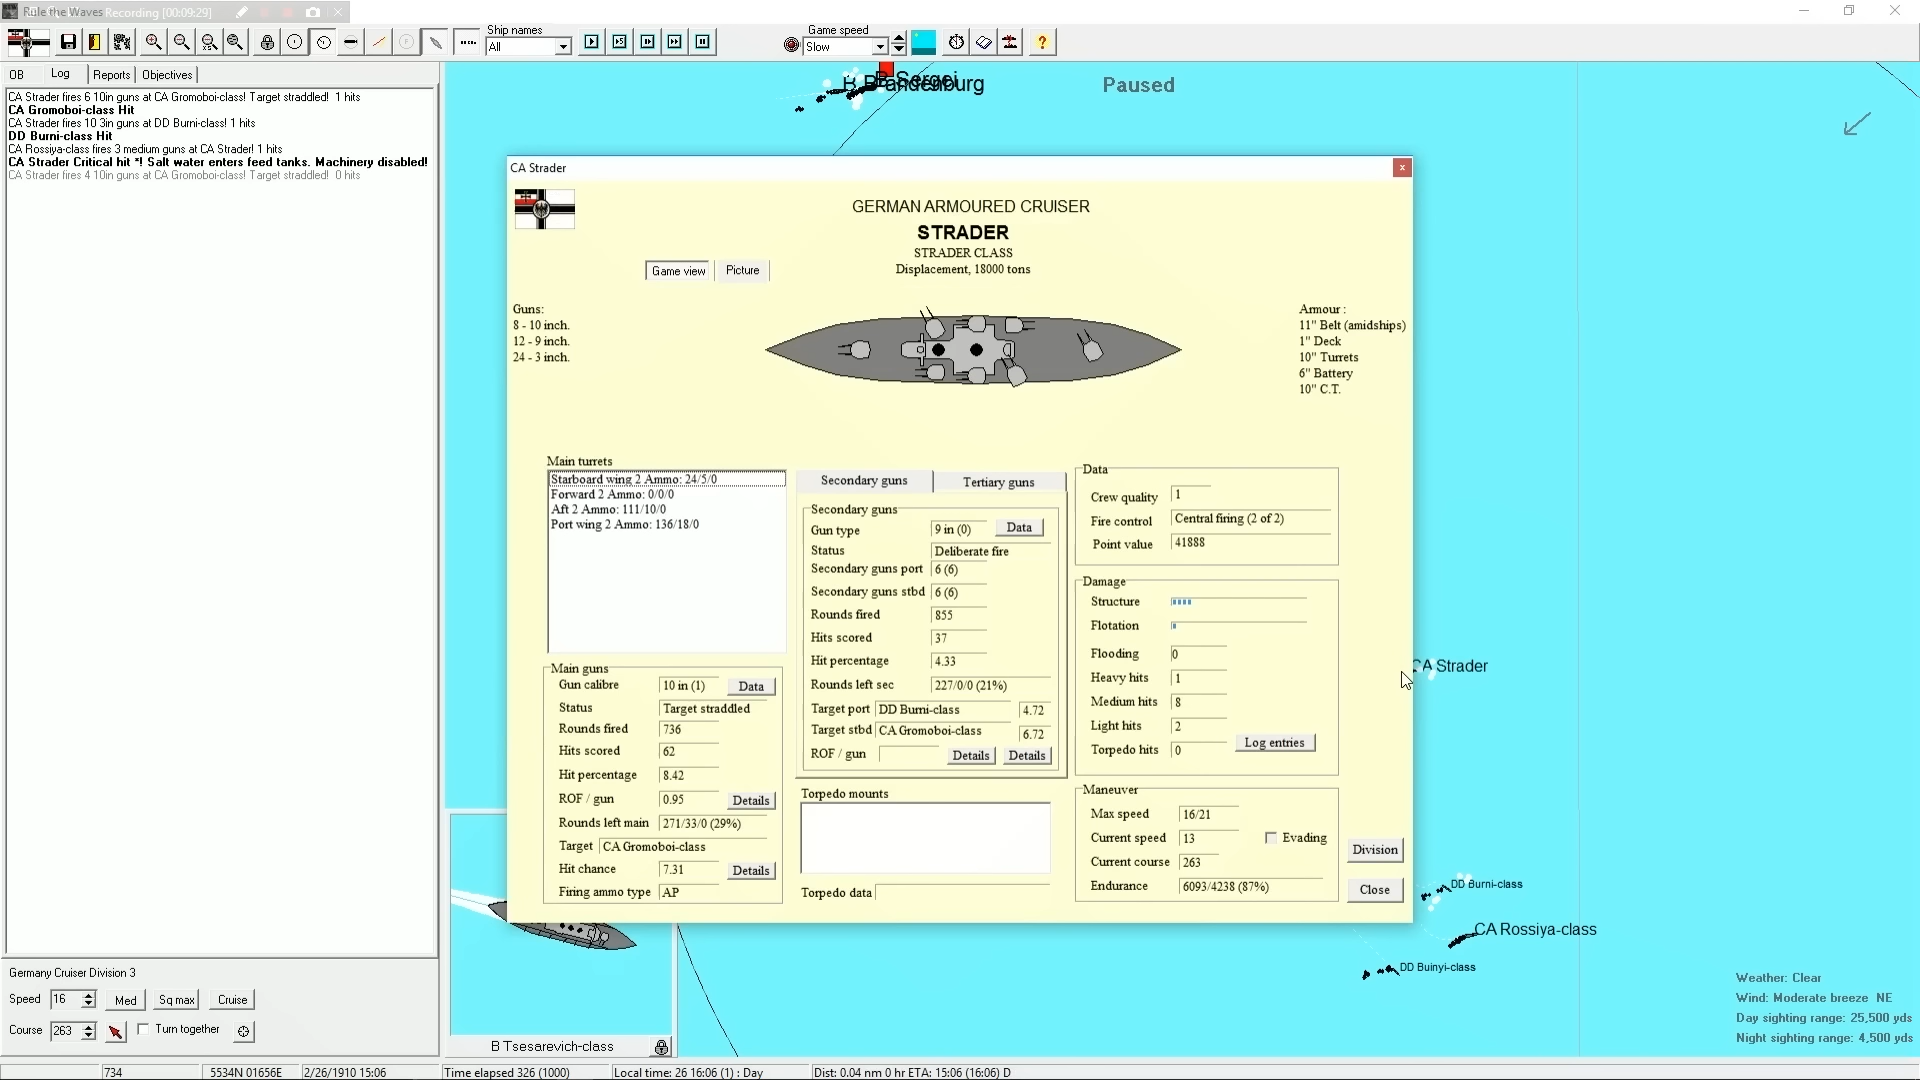 Rule the Waves
Recording [00:09:29]
Ship names
All
Game speed
Slow
OB
Log
Reports
Objectives
CA Strader fires 6 10in guns at CA Gromoboi-class! Target straddled!  1 hits
CA Gromoboi-class Hit
CA Strader fires 10 3in guns at DD Burni-class! 1 hits
DD Burni-class Hit
CA Rossiya-class fires 3 medium guns at CA Strader! 1 hits
CA Strader Critical hit *! Salt water enters feed tanks. Machinery disabled!
CA Strader fires 4 10in guns at CA Gromoboi-class! Target straddled!  0 hits
B Sergei
B Brandenburg
Paused
CA Strader
GERMAN ARMOURED CRUISER
STRADER
STRADER CLASS
Displacement, 18000 tons
Game view
Picture
Guns:
8 - 10 inch.
12 - 9 inch.
24 - 3 inch.
Armour :
11" Belt (amidships)
1" Deck
10" Turrets
6" Battery
10" C.T.
Main turrets
Starboard wing 2 Ammo: 24/5/0
Forward 2 Ammo: 0/0/0
Aft 2 Ammo: 111/10/0
Port wing 2 Ammo: 136/18/0
Main guns
Gun calibre 10 in (1) Data
Status Target straddled
Rounds fired 736
Hits scored 62
Hit percentage 8.42
ROF / gun 0.95 Details
Rounds left main 271/33/0 (29%)
Target CA Gromoboi-class
Hit chance 7.31 Details
Firing ammo type AP
Secondary guns
Tertiary guns
Secondary guns
Gun type 9 in (0) Data
Status Deliberate fire
Secondary guns port 6 (6)
Secondary guns stbd 6 (6)
Rounds fired 855
Hits scored 37
Hit percentage 4.33
Rounds left sec 227/0/0 (21%)
Target port DD Burni-class 4.72
Target stbd CA Gromoboi-class 6.72
ROF / gun Details Details
Torpedo mounts
Torpedo data
Data
Crew quality 1
Fire control Central firing (2 of 2)
Point value 41888
Damage
Structure
Flotation
Flooding 0
Heavy hits 1
Medium hits 8
Light hits 2
Torpedo hits 0
Log entries
Maneuver
Max speed 16/21
Current speed 13
Evading
Current course 263
Endurance 6093/4238 (87%)
Division
Close
CA Strader
DD Burni-class
CA Rossiya-class
DD Buinyi-class
Weather: Clear
Wind: Moderate breeze  NE
Day sighting range: 25,500 yds
Night sighting range: 4,500 yds
Germany Cruiser Division 3
Speed 16 Med Sq max Cruise
Course 263 Turn together
B Tsesarevich-class
734
5534N 01656E
2/26/1910 15:06
Time elapsed 326 (1000)
Local time: 26 16:06 (1) : Day
Dist: 0.04 nm 0 hr ETA: 15:06 (16:06) D